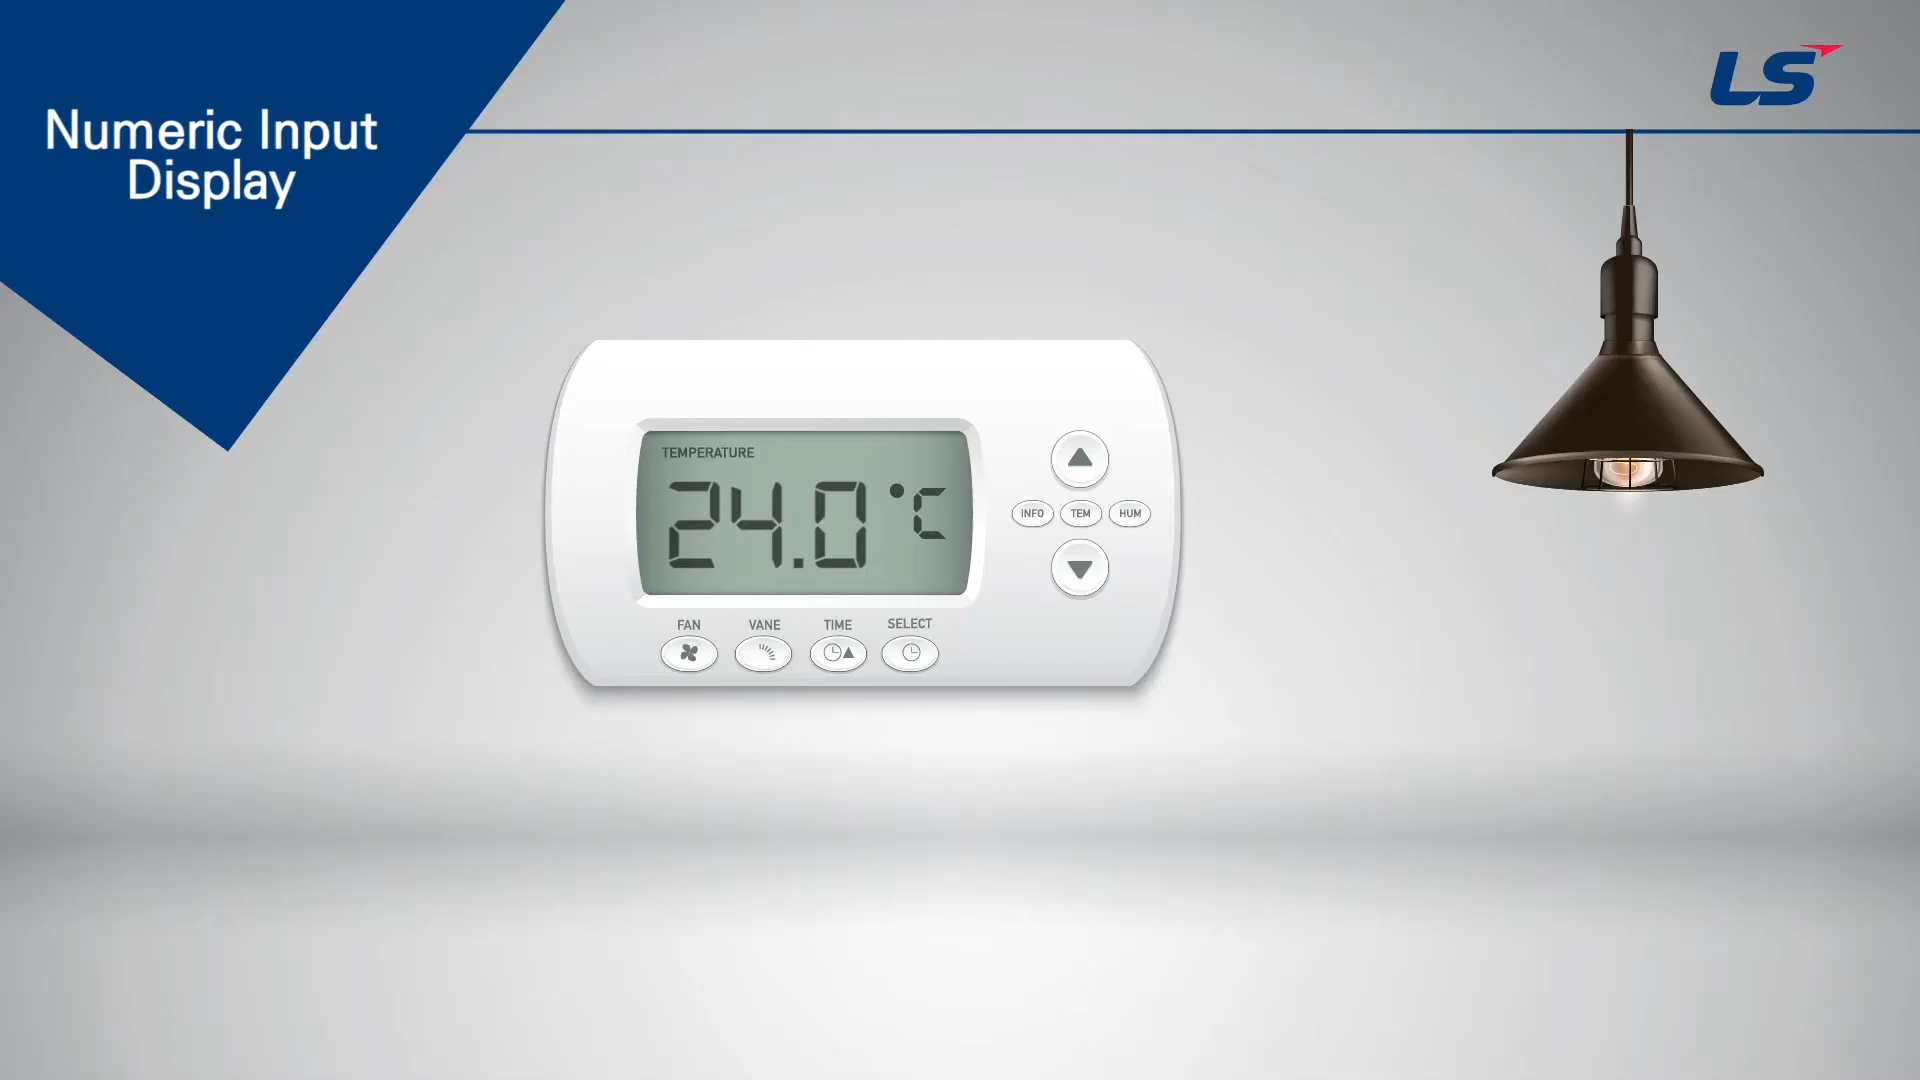 Numeric Input
Display
LS
TEMPERATURE
24.0 °C
INFO TEM HUM
FAN VANE TIME SELECT